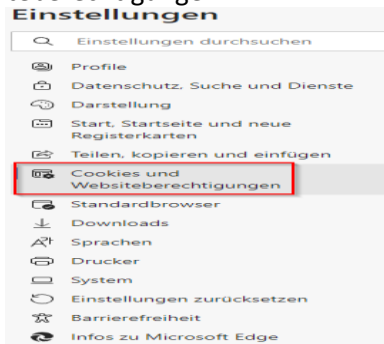 Einstellungen
Einstellungen durchsuchen
Profile
Datenschutz, Suche und Dienste
Darstellung
Start, Startseite und neue
Registerkarten
Teilen, kopieren und einfügen
Cookies und
Websiteberechtigungen
Standardbrowser
Downloads
Sprachen
Drucker
System
Einstellungen zurücksetzen
Barrierefreiheit
Infos zu Microsoft Edge